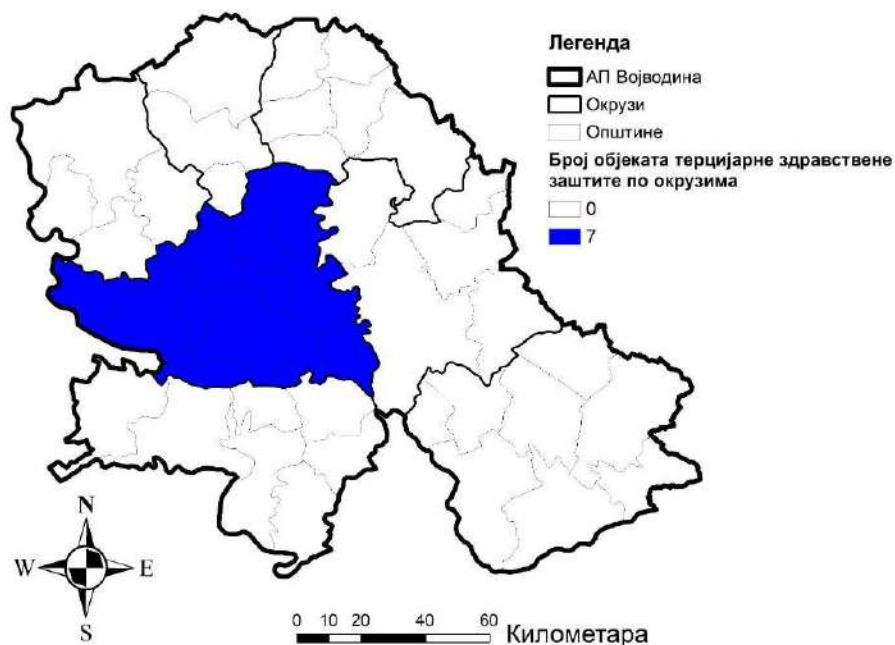 Легенда
АП Војводина
Окрузи
Општине
Број објеката терцијарне здравствене
заштите по окрузима
0
7
N
W E
S
0 10 20 40 60
Километара